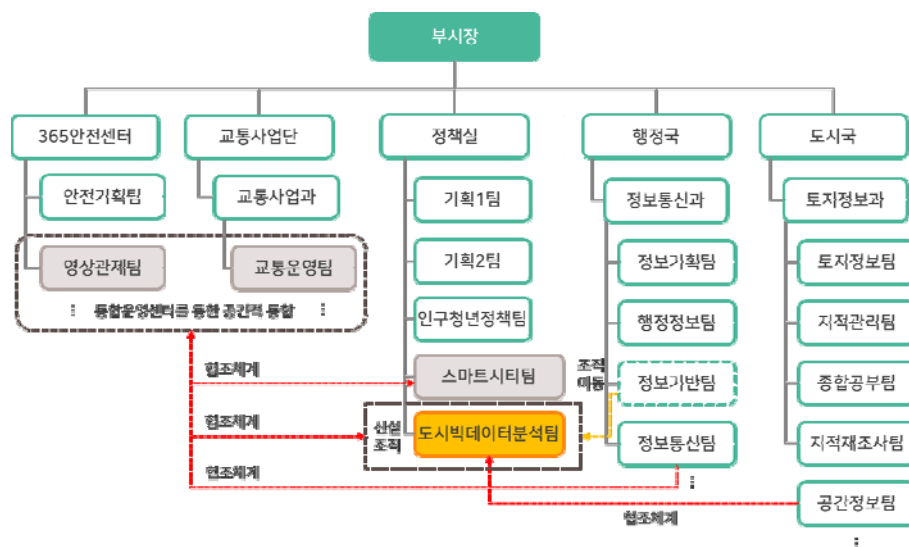 부시장
365안전센터
교통사업단
정책실
행정국
도시국
안전기획팀
교통사업과
기획1팀
정보통신과
토지정보과
영상관제팀
교통운영팀
기획2팀
정보기획팀
토지정보팀
통합운영센터를 통한 공간적 통합
인구청년정책팀
행정정보팀
지적관리팀
협조체계
스마트시티팀
조직
이동
정보기반팀
종합공부팀
협조체계
신설
조직
도시빅데이터분석팀
정보통신팀
지적재조사팀
협조체계
협조체계
공간정보팀